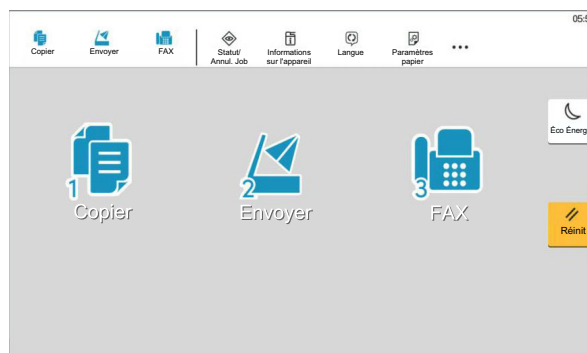 05:5
Copier
Envoyer
FAX
Statut/
Annul. Job
Informations
sur l'appareil
Langue
Paramètres
papier
1
Copier
2
Envoyer
3
FAX
Éco Énerg
Réinit